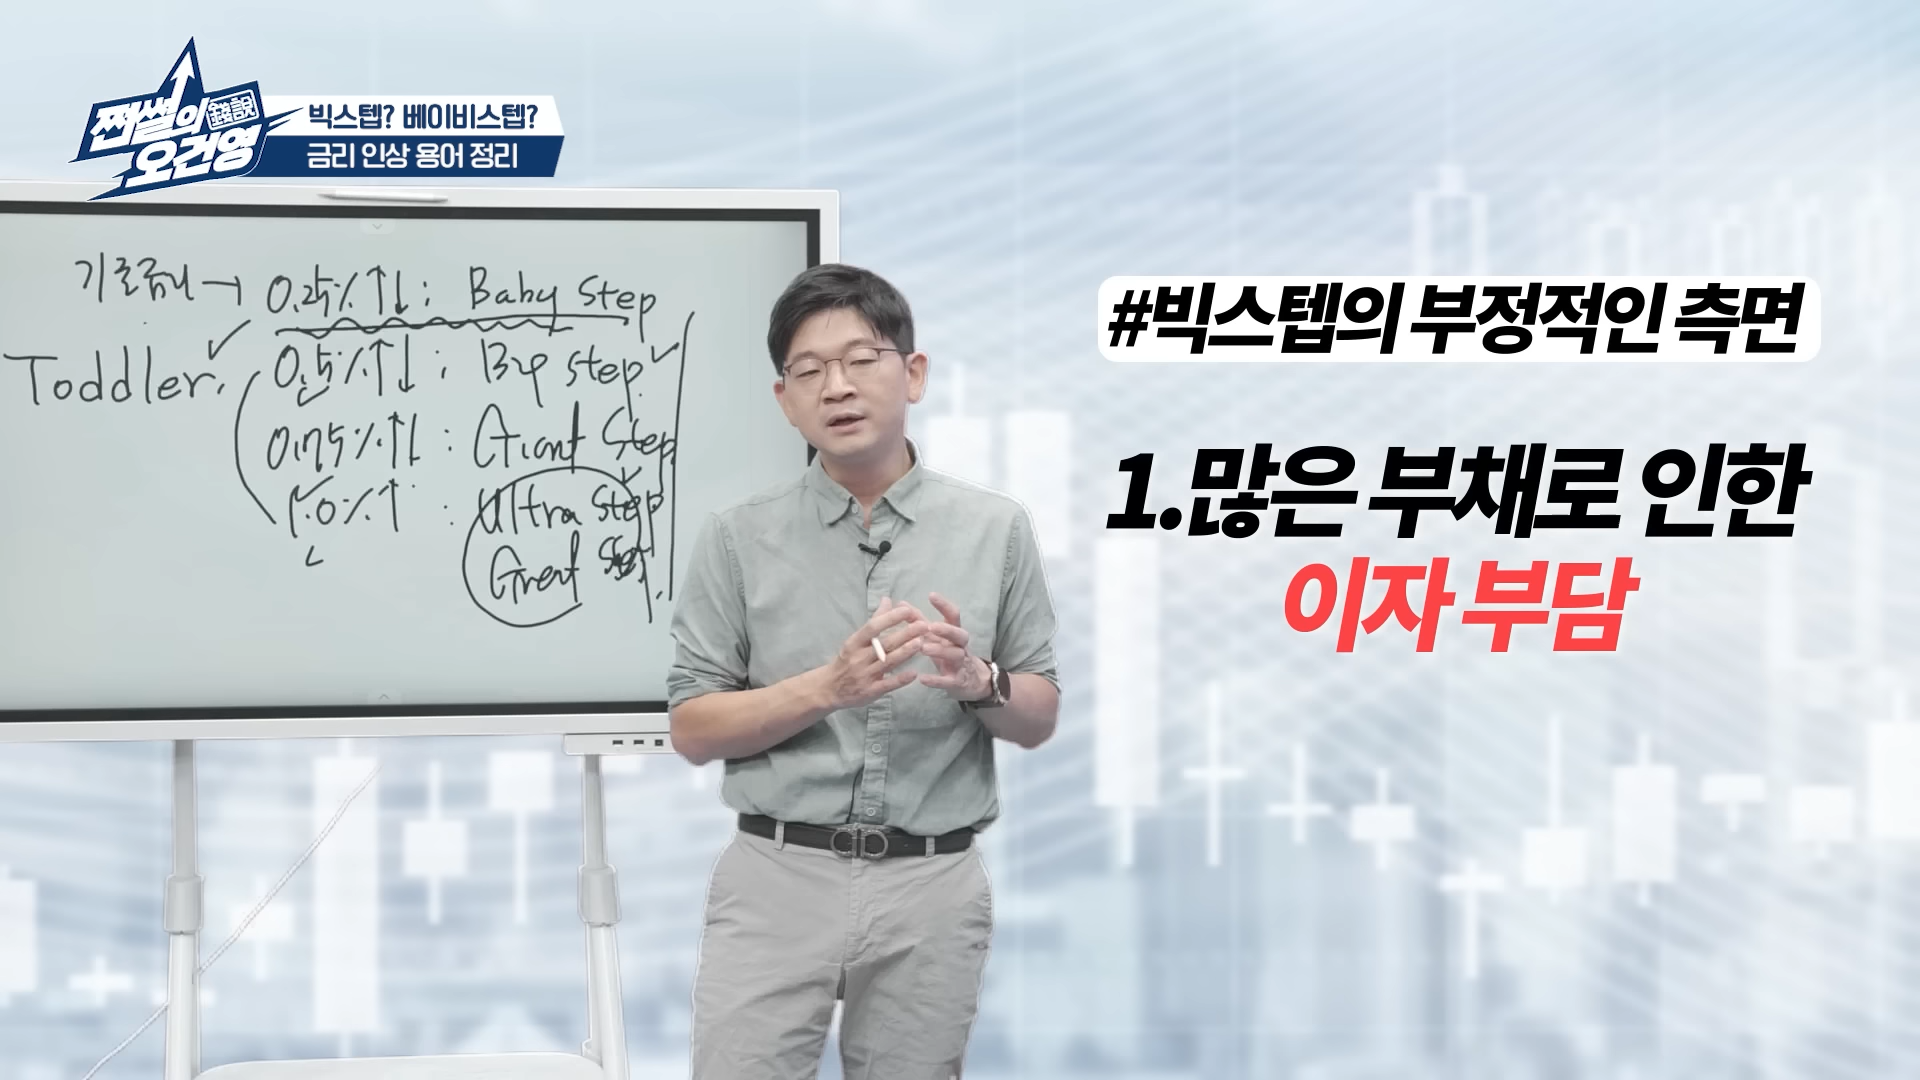 쩐쌀의 錢說
오건영
빅스텝? 베이비스텝?
금리 인상 용어 정리
기준금리 → 0.25% ↑↓ : Baby Step
Toddler. 0.5% ↑↓ : Big step
0.75% ↑↓ : Giant Step
1.0% ↑ : Ultra Step
Great Step
#빅스텝의 부정적인 측면
1.많은 부채로 인한
이자 부담